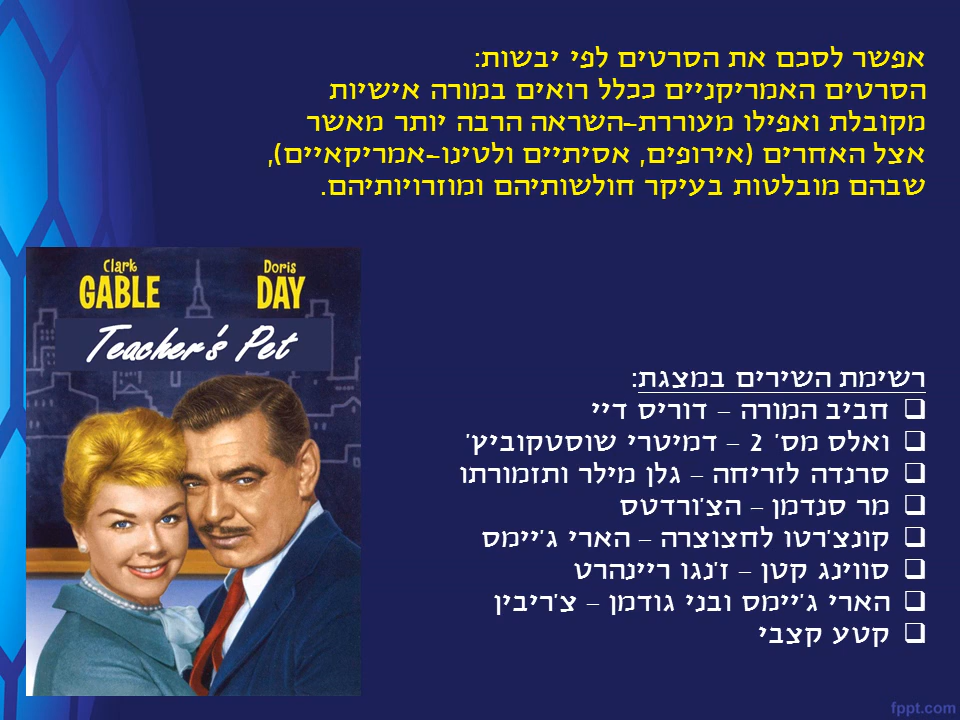 אפשר לסכם את הסרטים לפי יבשות:
הסרטים האמריקניים ככלל רואים במורה אישיות
מקובלת ואפילו מעוררת-השראה הרבה יותר מאשר
אצל האחרים (אירופים, אסיתיים ולטינו-אמריקאיים),
שבהם מובלטות בעיקר חולשותיהם ומוזרויותיהם.
Clark GABLE
Doris DAY
Teacher's Pet
רשימת השירים במצגת:
חביב המורה – דוריס דיי
ואלס מס' 2 – דמיטרי שוסטקוביץ'
סרנדה לזריחה – גלן מילר ותזמורתו
מר סנדמן – הצ'ורדטס
קונצ'רטו לחצוצרה – הארי ג'יימס
סווינג קטן – ז'נגו ריינהרט
הארי ג'יימס ובני גודמן – צ'ריבין
קטע קצבי
fppt.com